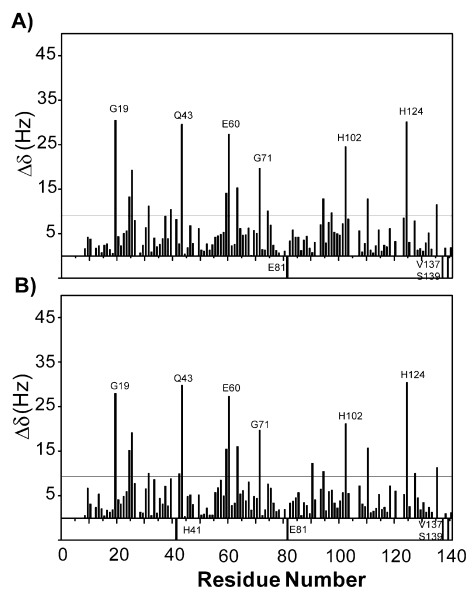 A)
45
35
25
15
5
Δδ (Hz)
G19
Q43
E60
G71
H102
H124
E81
V137
S139
B)
45
35
25
15
5
Δδ (Hz)
G19
Q43
E60
G71
H102
H124
H41
E81
V137
S139
0 20 40 60 80 100 120 140
Residue Number